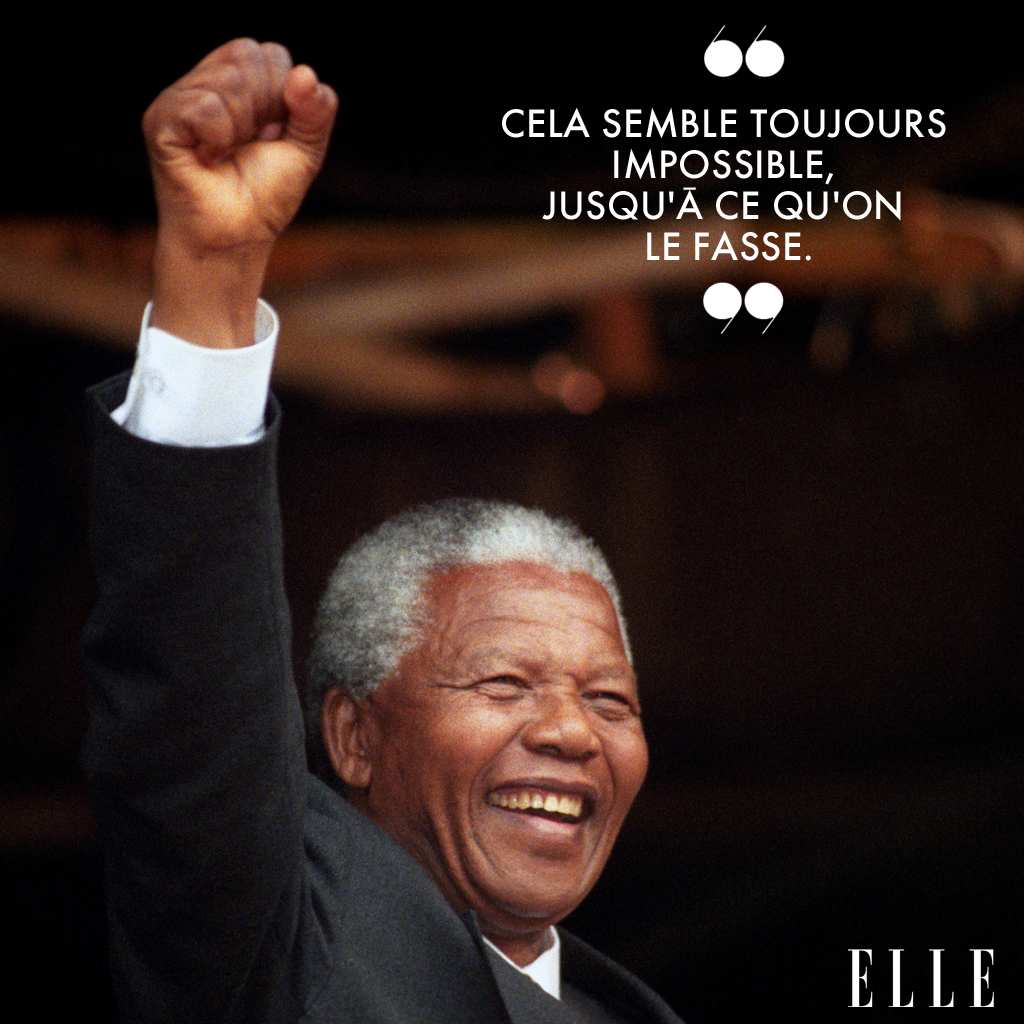 CELA SEMBLE TOUJOURS
IMPOSSIBLE,
JUSQU'Ā CE QU'ON
LE FASSE.
ELLE